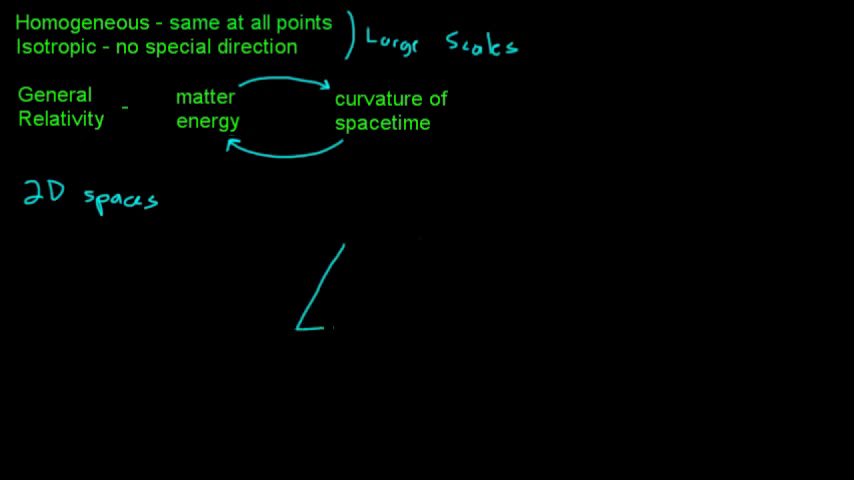 Homogeneous - same at all points
Isotropic - no special direction
Large Scales
General Relativity -
matter energy
curvature of spacetime
2D spaces